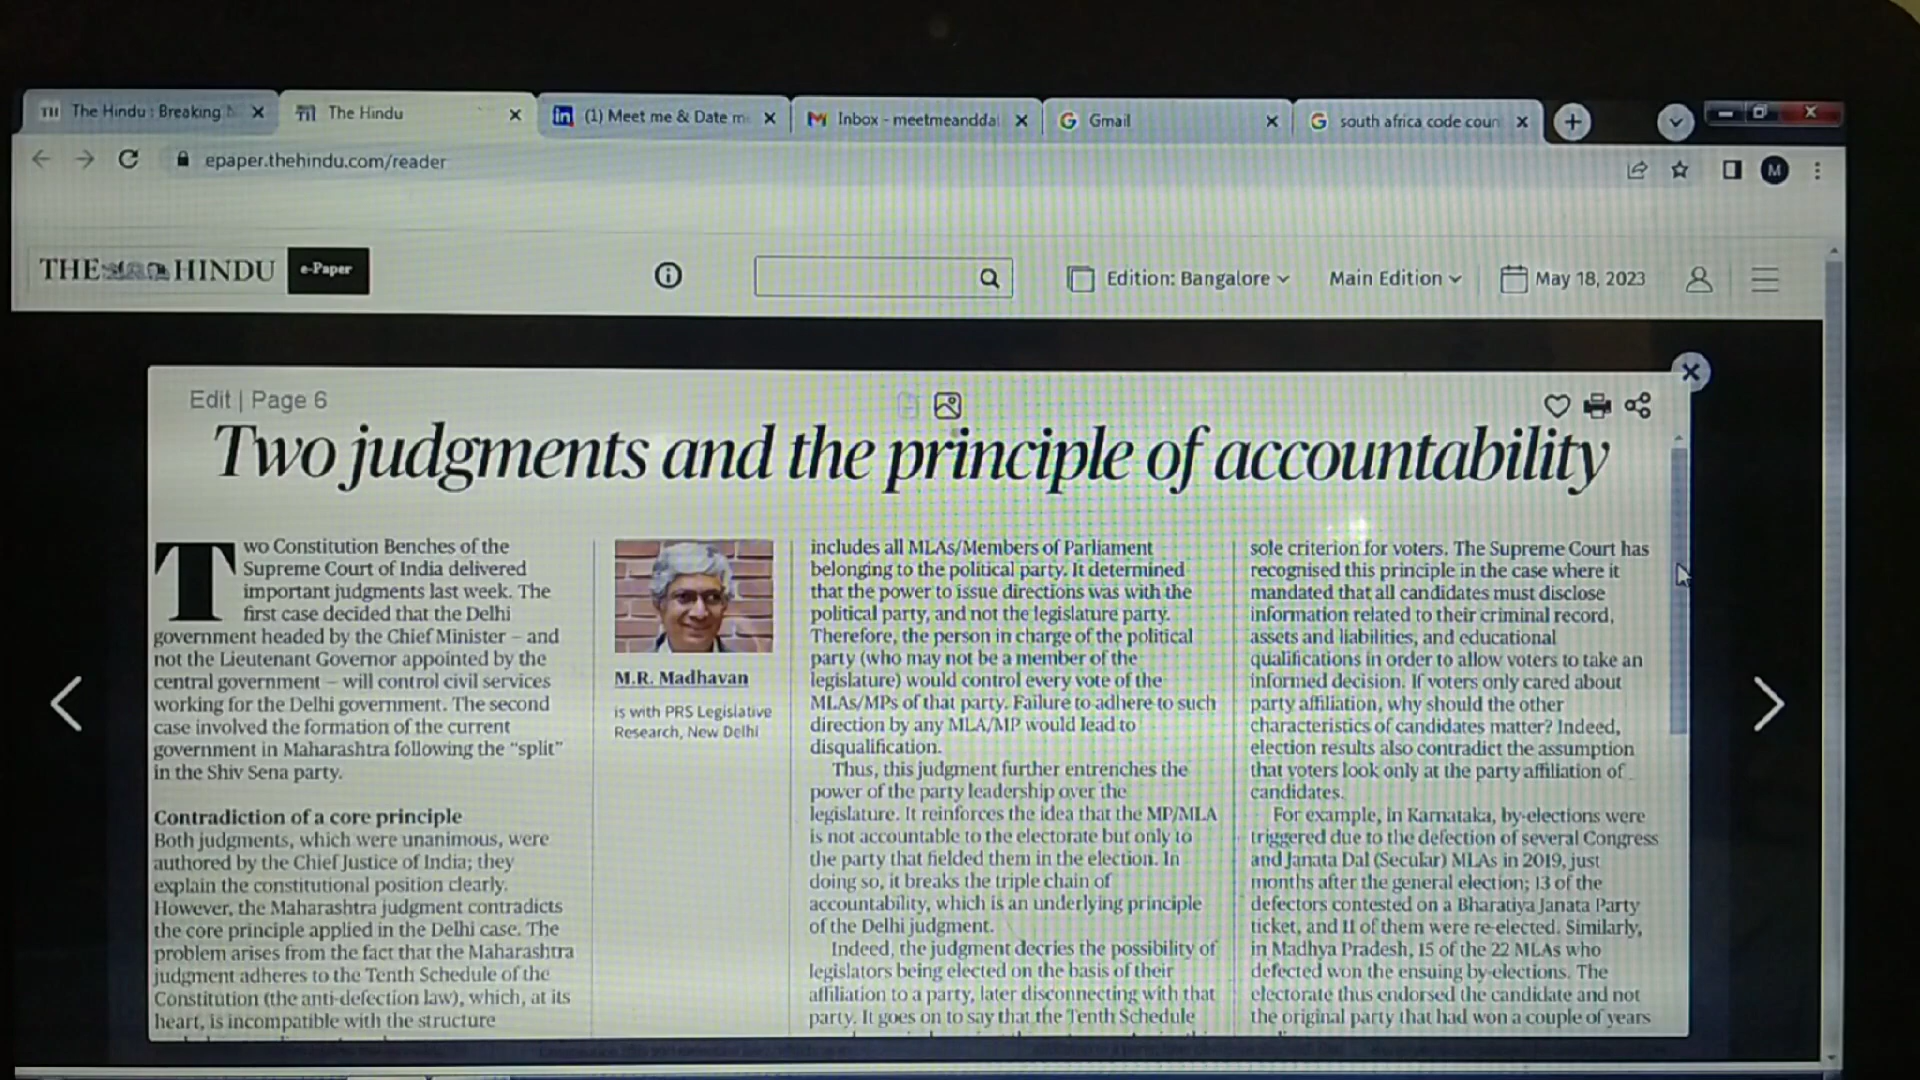 The Hindu : Breaking N
The Hindu
(1) Meet me & Date m
Inbox - meetmeanddat
Gmail
south africa code coun
epaper.thehindu.com/reader
M
THE HINDU
e-Paper
Edition: Bangalore
Main Edition
May 18, 2023
Edit | Page 6
Two judgments and the principle of accountability
Two Constitution Benches of the
Supreme Court of India delivered
important judgments last week. The
first case decided that the Delhi
government headed by the Chief Minister – and
not the Lieutenant Governor appointed by the
central government – will control civil services
working for the Delhi government. The second
case involved the formation of the current
government in Maharashtra following the “split”
in the Shiv Sena party.
Contradiction of a core principle
Both judgments, which were unanimous, were
authored by the Chief Justice of India; they
explain the constitutional position clearly.
However, the Maharashtra judgment contradicts
the core principle applied in the Delhi case. The
problem arises from the fact that the Maharashtra
judgment adheres to the Tenth Schedule of the
Constitution (the anti-defection law), which, at its
heart, is incompatible with the structure
M.R. Madhavan
is with PRS Legislative
Research, New Delhi
includes all MLAs/Members of Parliament
belonging to the political party. It determined
that the power to issue directions was with the
political party, and not the legislature party.
Therefore, the person in charge of the political
party (who may not be a member of the
legislature) would control every vote of the
MLAs/MPs of that party. Failure to adhere to such
direction by any MLA/MP would lead to
disqualification.
Thus, this judgment further entrenches the
power of the party leadership over the
legislature. It reinforces the idea that the MP/MLA
is not accountable to the electorate but only to
the party that fielded them in the election. In
doing so, it breaks the triple chain of
accountability, which is an underlying principle
of the Delhi judgment.
Indeed, the judgment decries the possibility of
legislators being elected on the basis of their
affiliation to a party, later disconnecting with that
party. It goes on to say that the Tenth Schedule
sole criterion for voters. The Supreme Court has
recognised this principle in the case where it
mandated that all candidates must disclose
information related to their criminal record,
assets and liabilities, and educational
qualifications in order to allow voters to take an
informed decision. If voters only cared about
party affiliation, why should the other
characteristics of candidates matter? Indeed,
election results also contradict the assumption
that voters look only at the party affiliation of
candidates.
For example, in Karnataka, by-elections were
triggered due to the defection of several Congress
and Janata Dal (Secular) MLAs in 2019, just
months after the general election; 13 of the
defectors contested on a Bharatiya Janata Party
ticket, and 11 of them were re-elected. Similarly,
in Madhya Pradesh, 15 of the 22 MLAs who
defected won the ensuing by-elections. The
electorate thus endorsed the candidate and not
the original party that had won a couple of years